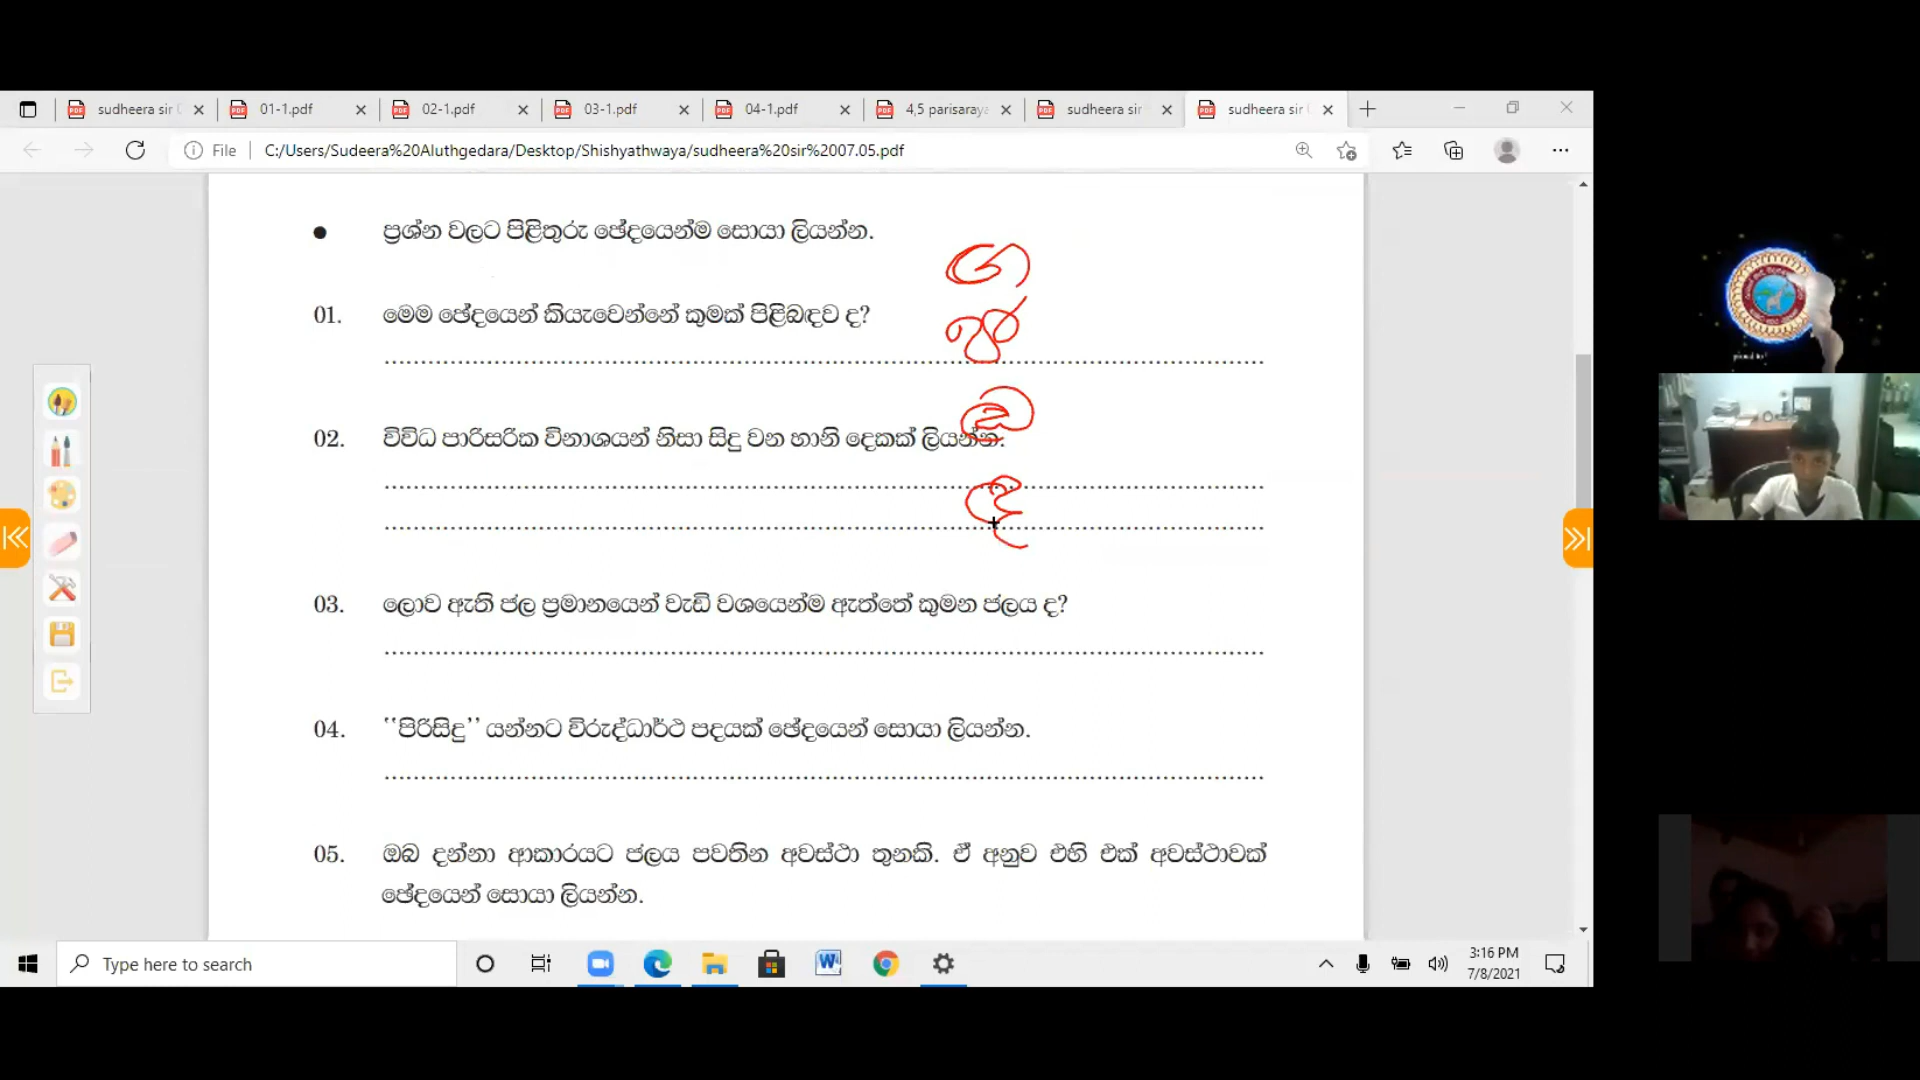 sudheera sir
01-1.pdf
02-1.pdf
03-1.pdf
04-1.pdf
4,5 parisaraya
sudheera sir
sudheera sir
File
C:/Users/Sudeera%20Aluthgedara/Desktop/Shishyathwaya/sudheera%20sir%2007.05.pdf
ප්‍රශ්න වලට පිළිතුරු ඡේදයෙන්ම සොයා ලියන්න.
01. මෙම ඡේදයෙන් කියැවෙන්නේ කුමක් පිළිබඳව ද?
02. විවිධ පාරිසරික විනාශයන් නිසා සිදු වන හානි දෙකක් ලියන්න.
03. ලොව ඇති ජල ප්‍රමානයෙන් වැඩි වශයෙන්ම ඇත්තේ කුමන ජලය ද?
04. ‘‘පිරිසිදු’’ යන්නට විරුද්ධාර්ථ පදයක් ඡේදයෙන් සොයා ලියන්න.
05. ඔබ දන්නා ආකාරයට ජලය පවතින අවස්ථා තුනකි. ඒ අනුව එහි එක් අවස්ථාවක්
ඡේදයෙන් සොයා ලියන්න.
Type here to search
3:16 PM
7/8/2021